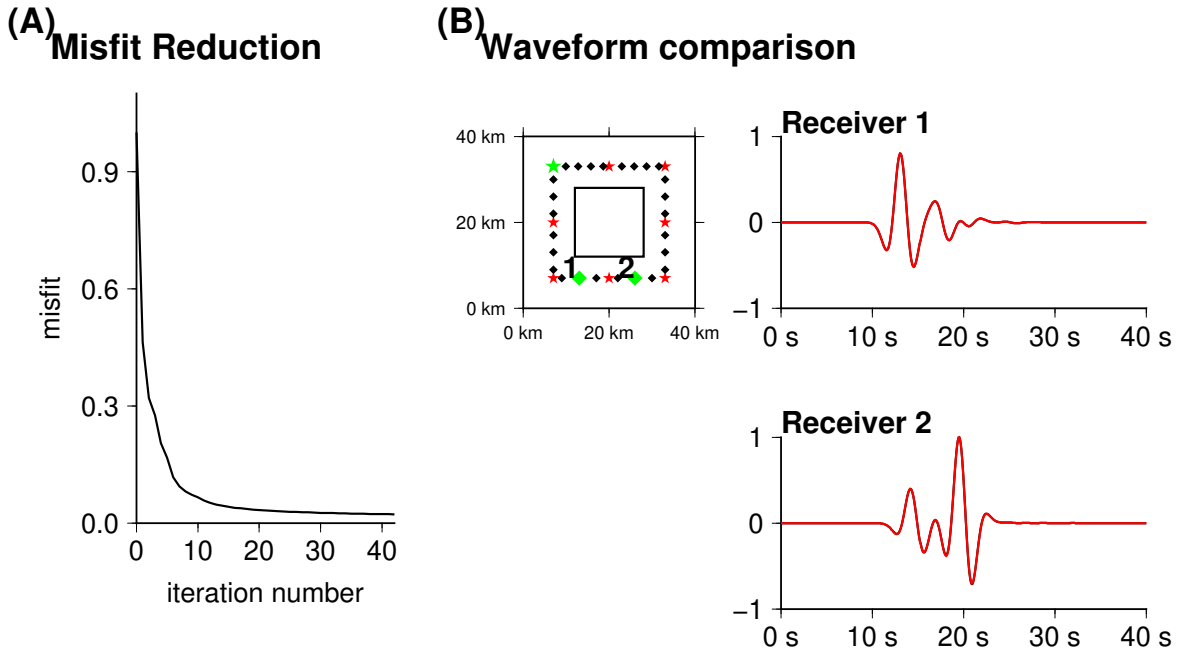 (A)
Misfit Reduction
0.9
0.6
0.3
0.0
misfit
0 10 20 30 40
iteration number
(B)
Waveform comparison
40 km
20 km
0 km
0 km 20 km 40 km
1 2
Receiver 1
1
0
−1
0 s 10 s 20 s 30 s 40 s
Receiver 2
1
0
−1
0 s 10 s 20 s 30 s 40 s